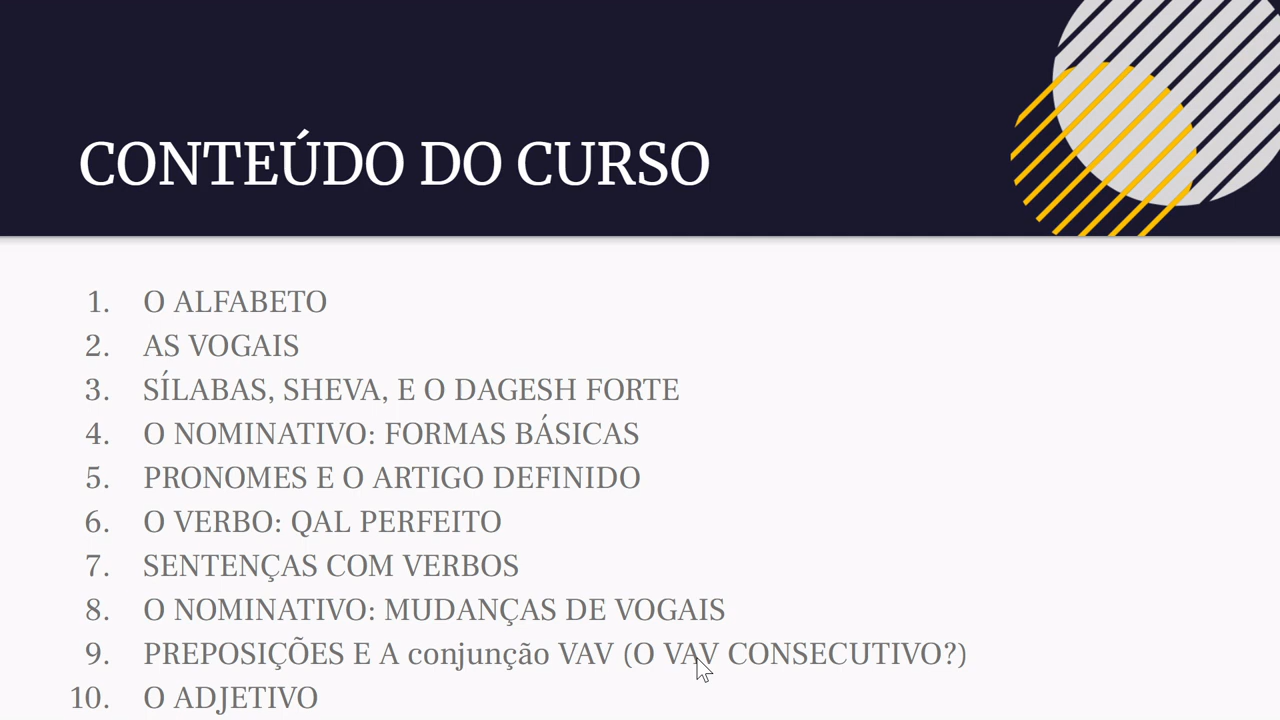 CONTEÚDO DO CURSO
1. O ALFABETO
2. AS VOGAIS
3. SÍLABAS, SHEVA, E O DAGESH FORTE
4. O NOMINATIVO: FORMAS BÁSICAS
5. PRONOMES E O ARTIGO DEFINIDO
6. O VERBO: QAL PERFEITO
7. SENTENÇAS COM VERBOS
8. O NOMINATIVO: MUDANÇAS DE VOGAIS
9. PREPOSIÇÕES E A conjunção VAV (O VAV CONSECUTIVO?)
10. O ADJETIVO